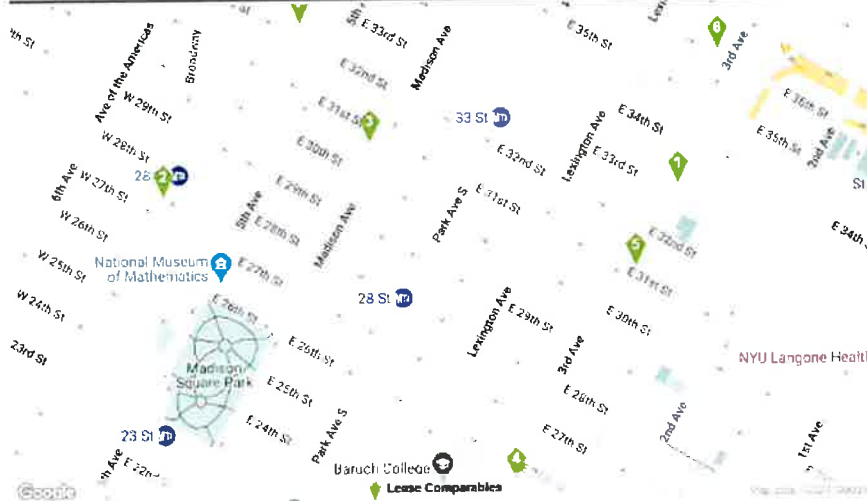 E 33rd St
E 35th St
6
3rd Ave
Madison Ave
E 32nd St
Ave of the Americas
Broadway
W 29th St
E 31st St
3
33 St
E 34th St
E 36th St
E 35th St
2nd Ave
W 28th St
E 30th St
E 32nd St
Lexington Ave
E 33rd St
1
6th Ave
W 27th St
28
2
E 29th St
E 31st St
St
W 26th St
5th Ave
E 28th St
Madison Ave
Park Ave S
5
E 32nd St
E 34th
W 25th St
National Museum
of Mathematics
E 27th St
E 31st St
W 24th St
E 26th St
28 St
Lexington Ave
E 29th St
E 30th St
23rd St
E 26th St
3rd Ave
NYU Langone Health
Madison
Square Park
E 25th St
E 28th St
23 St
E 24th St
Park Ave S
E 27th St
2nd Ave
1st Ave
Baruch College
4
Google
Lease Comparables